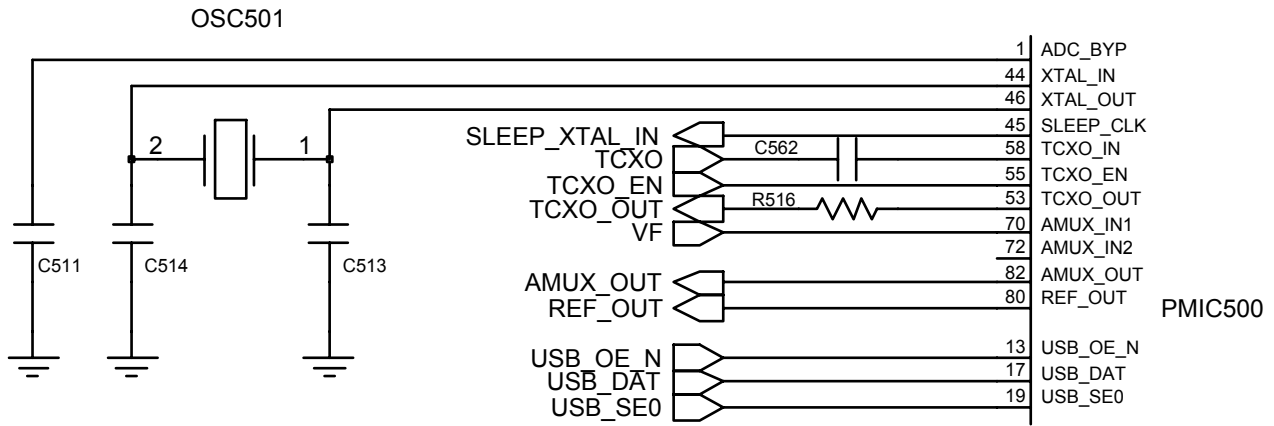 OSC501
1 ADC_BYP
44 XTAL_IN
46 XTAL_OUT
SLEEP_XTAL_IN 45 SLEEP_CLK
2 1
TCXO C562 58 TCXO_IN
TCXO_EN 55 TCXO_EN
TCXO_OUT R516 53 TCXO_OUT
VF 70 AMUX_IN1
72 AMUX_IN2
C511 C514 C513
AMUX_OUT 82 AMUX_OUT
REF_OUT 80 REF_OUT
PMIC500
USB_OE_N 13 USB_OE_N
USB_DAT 17 USB_DAT
USB_SE0 19 USB_SE0